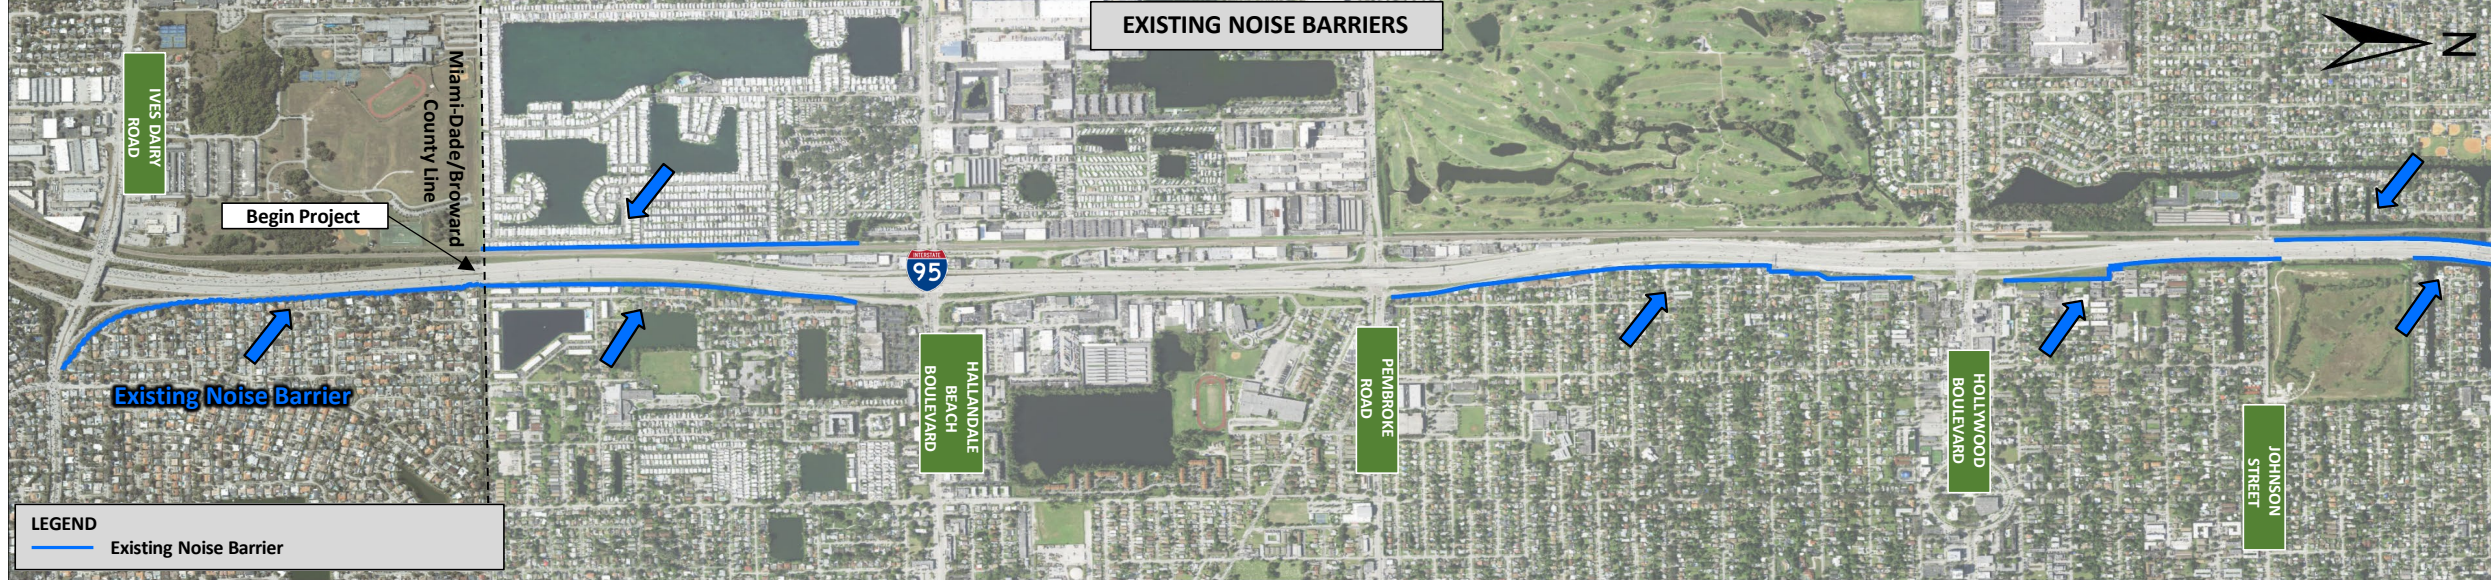 EXISTING NOISE BARRIERS
N
IVES DAIRY
ROAD
Miami-Dade/Broward
County Line
Begin Project
INTERSTATE
95
Existing Noise Barrier
HALLANDALE
BEACH
BOULEVARD
PEMBROKE
ROAD
HOLLYWOOD
BOULEVARD
JOHNSON
STREET
LEGEND
Existing Noise Barrier